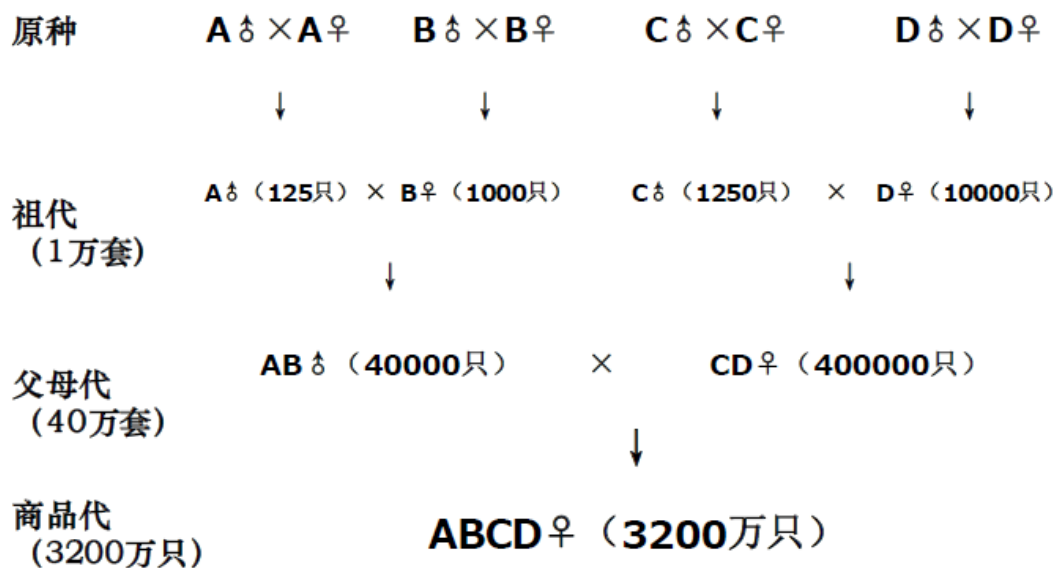 原种 A♂×A♀ B♂×B♀ C♂×C♀ D♂×D♀
↓ ↓ ↓ ↓
A♂（125只）× B♀（1000只） C♂（1250只） × D♀（10000只）
祖代
（1万套）
↓ ↓
AB♂（40000只） × CD♀（400000只）
父母代
（40万套）
↓
商品代
（3200万只） ABCD♀（3200万只）